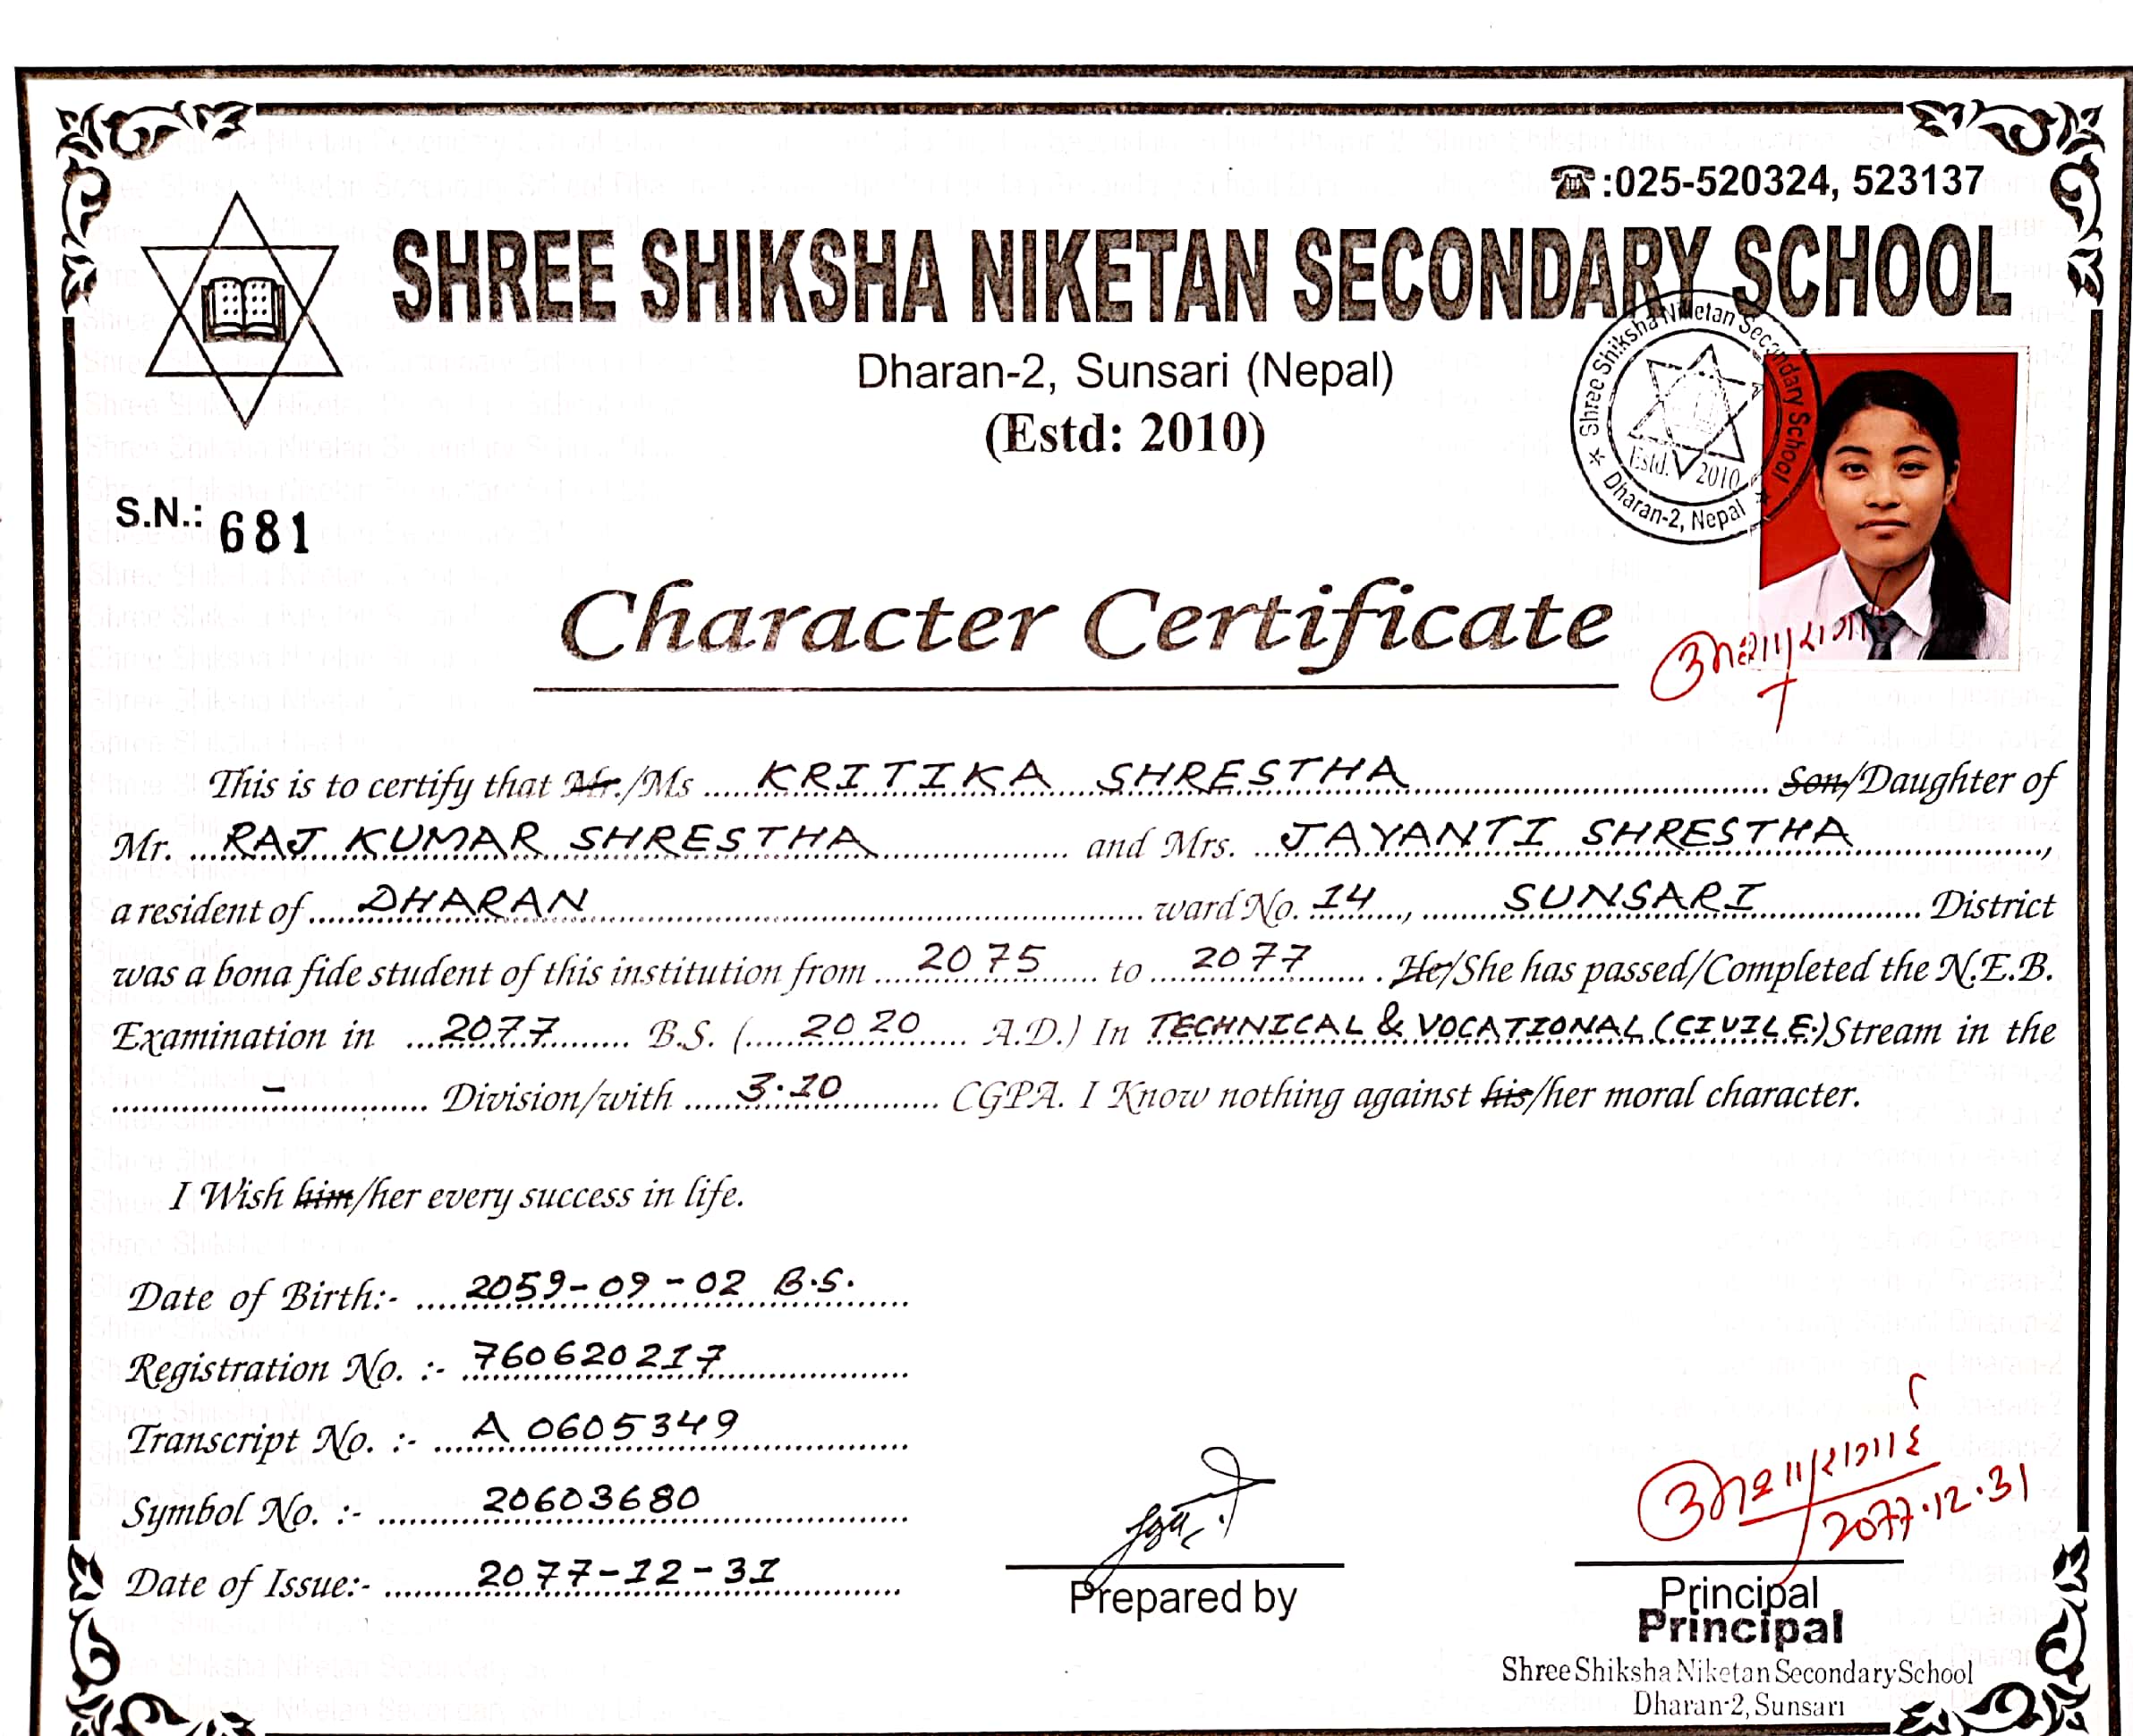 ☎:025-520324, 523137
SHREE SHIKSHA NIKETAN SECONDARY SCHOOL
Dharan-2, Sunsari (Nepal)
(Estd: 2010)
Shree Shiksha Niketan Secondary School
Estd. 2010
Dharan-2, Nepal
S.N.: 681
Character Certificate
This is to certify that Mr./Ms KRITIKA SHRESTHA Son/Daughter of
Mr. RAJ KUMAR SHRESTHA and Mrs. JAYANTI SHRESTHA,
a resident of DHARAN ward No. 14, SUNSARI District
was a bona fide student of this institution from 2075 to 2077. He/She has passed/Completed the N.E.B.
Examination in 2077 B.S. (2020 A.D.) In TECHNICAL & VOCATIONAL (CIVIL E.) Stream in the
- Division/with 3.10 CGPA. I Know nothing against his/her moral character.
I Wish him/her every success in life.
Date of Birth:- 2059-09-02 B.S.
Registration No. :- 760620217
Transcript No. :- A 0605349
Symbol No. :- 20603680
Date of Issue:- 2077-12-31
Prepared by
2077.12.31
Principal
Principal
Shree Shiksha Niketan Secondary School
Dharan-2, Sunsari